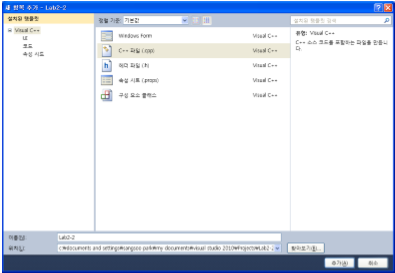 새 항목 추가 - Lab2-2
설치된 템플릿
정렬 기준: 기본값
설치된 템플릿 검색
Visual C++
UI
코드
속성 시트
Windows Form
Visual C++
C++ 파일 (.cpp)
Visual C++
헤더 파일 (.h)
Visual C++
속성 시트 (.props)
Visual C++
구성 요소 클래스
Visual C++
유형: Visual C++
C++ 소스 코드를 포함하는 파일을 만듭니다.
이름(N):
Lab2-2
위치(L):
c:₩documents and settings₩sangsoo park₩my documents₩visual studio 2010₩Projects₩Lab2-2
찾아보기(B)...
추가(A)
취소